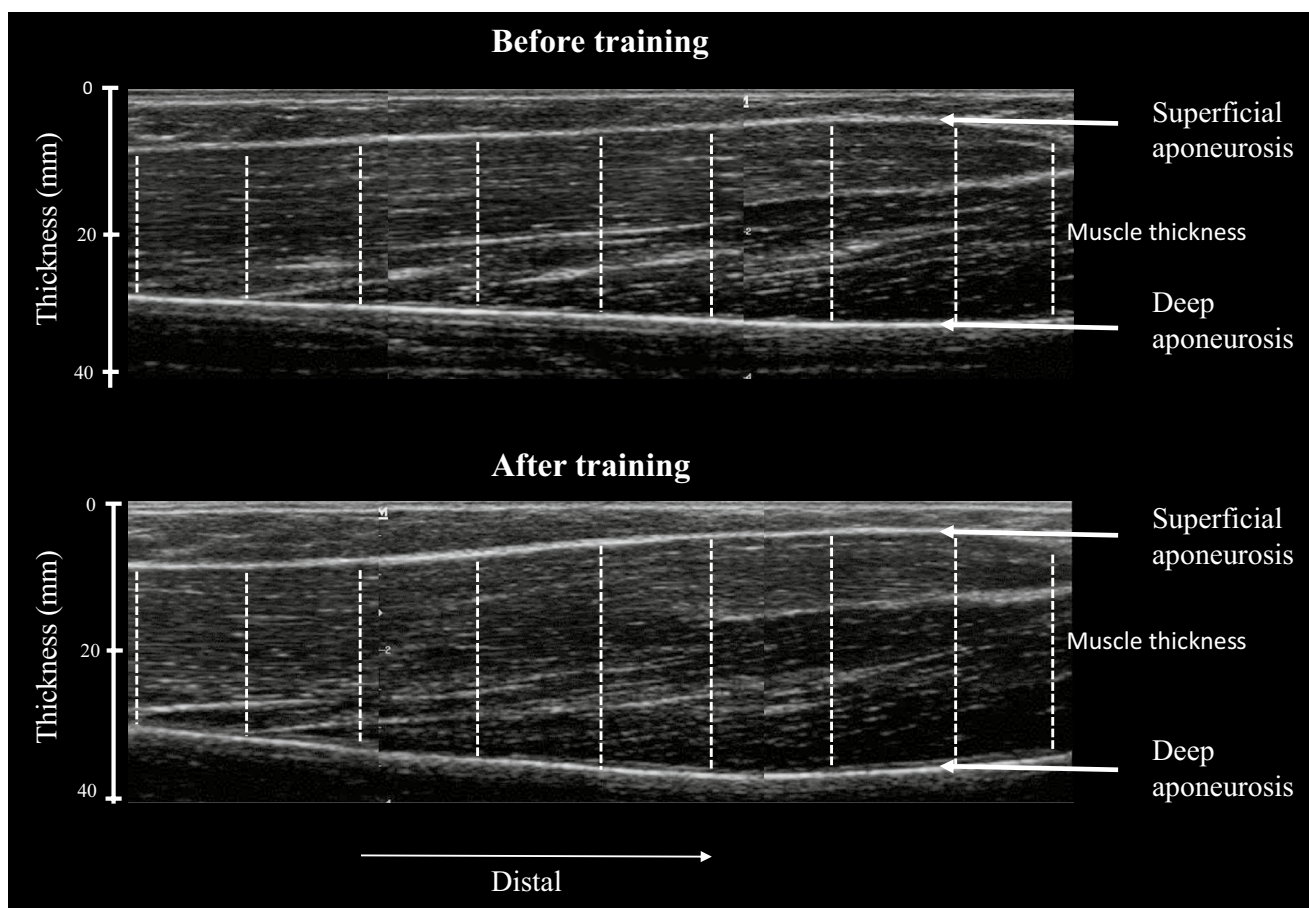 Before training
0
20
40
Thickness (mm)
Superficial
aponeurosis
Muscle thickness
Deep
aponeurosis
After training
0
20
40
Thickness (mm)
Superficial
aponeurosis
Muscle thickness
Deep
aponeurosis
Distal